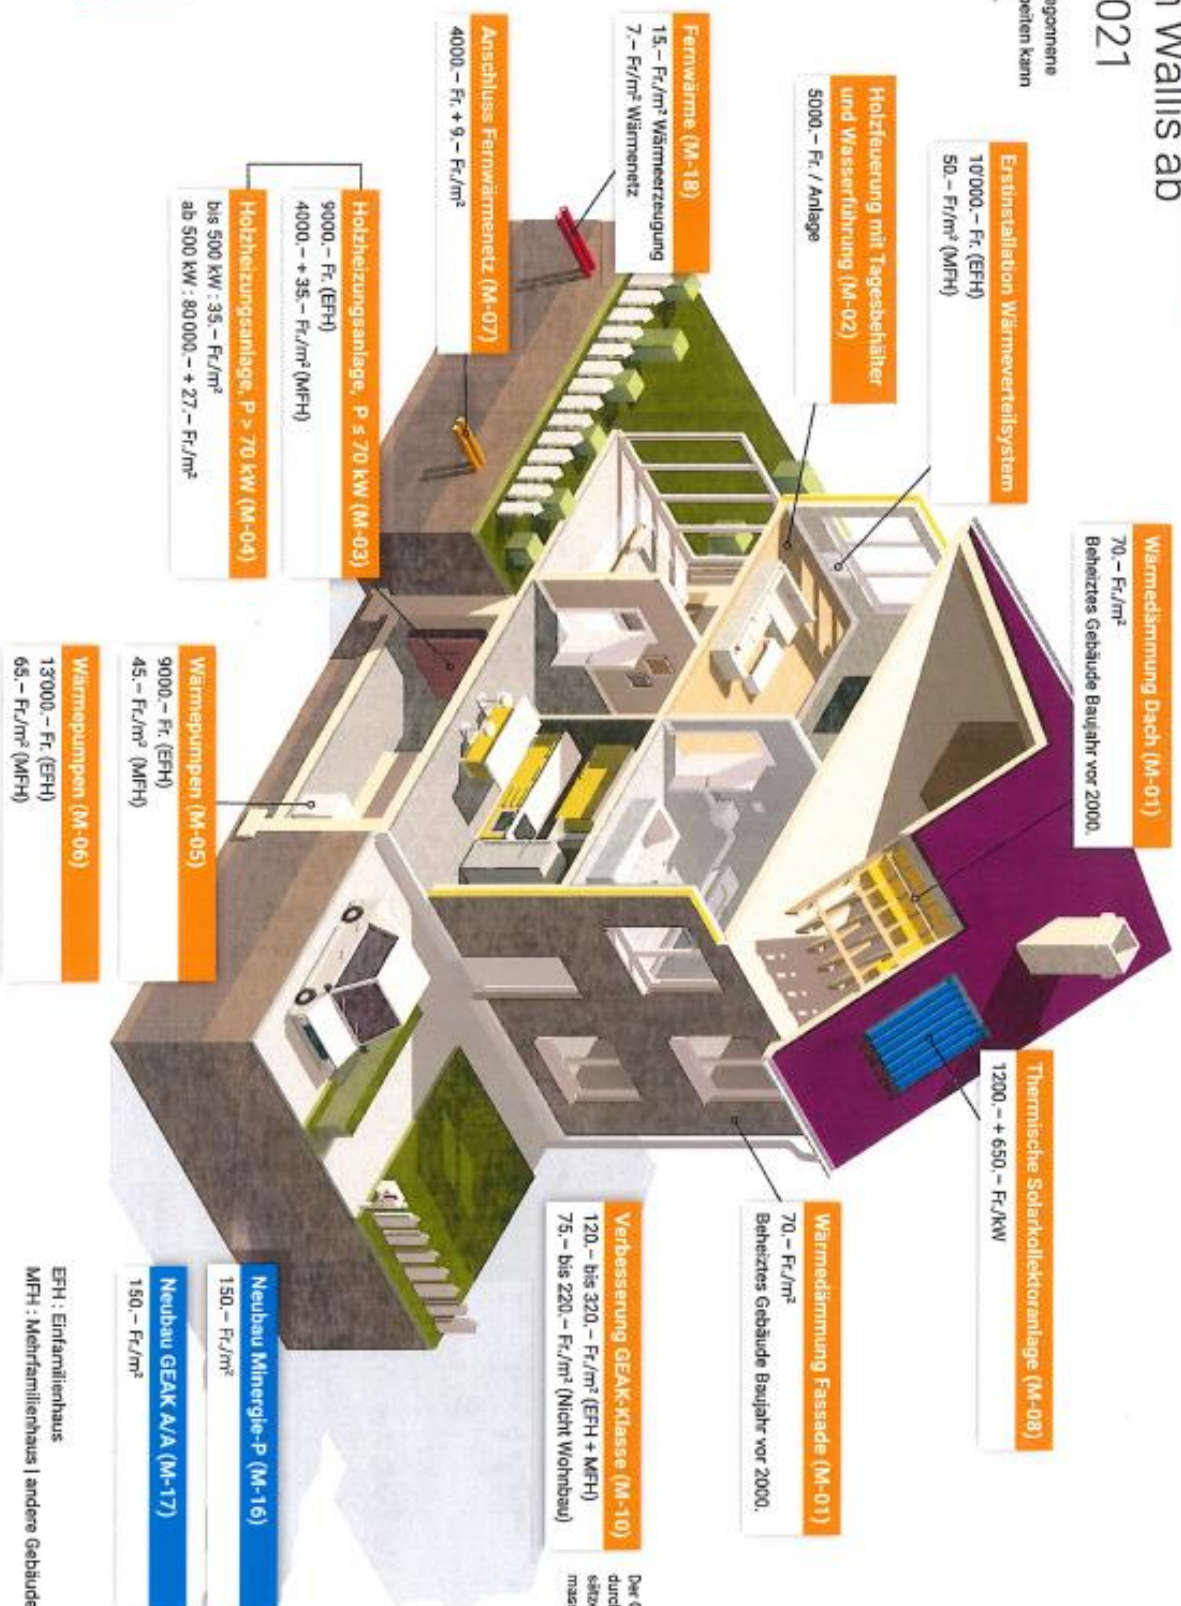 Wallis ab
2021
egonnene
beiten kann
Erstinstallation Wärmeverteilsystem
10'000.– Fr. (EFH)
50.– Fr/m² (MFH)
Holzfeuerung mit Tagesbehälter
und Wasserführung (M-02)
5000.– Fr. / Anlage
Fernwärme (M-18)
15.– Fr./m² Wärmeerzeugung
7.– Fr/m² Wärmenetz
Anschluss Fernwärmenetz (M-07)
4000.– Fr. + 9.– Fr./m²
Holzheizungsanlage, P ≤ 70 kW (M-03)
9000.– Fr. (EFH)
4000.– + 35.– Fr./m² (MFH)
Holzheizungsanlage, P > 70 kW (M-04)
bis 500 kW : 35.– Fr./m²
ab 500 kW : 80000.– + 27.– Fr./m²
Wärmedämmung Dach (M-01)
70.– Fr./m²
Beheiztes Gebäude Baujahr vor 2000.
Wärmepumpen (M-05)
9000.– Fr. (EFH)
45.– Fr./m² (MFH)
Wärmepumpen (M-06)
13'000.– Fr. (EFH)
65.– Fr./m² (MFH)
Thermische Solarkollektoranlage (M-08)
1200.– + 650.– Fr./kW
Wärmedämmung Fassade (M-01)
70.– Fr./m²
Beheiztes Gebäude Baujahr vor 2000.
Verbesserung GEAK-Klasse (M-10)
120.– bis 320.– Fr./m² (EFH + MFH)
75.– bis 220.– Fr./m² (Nicht Wohnbau)
Neubau Minergie-P (M-16)
150.– Fr./m²
Neubau GEAK A/A (M-17)
150.– Fr./m²
EFH : Einfamilienhaus
MFH : Mehrfamilienhaus | andere Gebäude
Der
durc
sätze